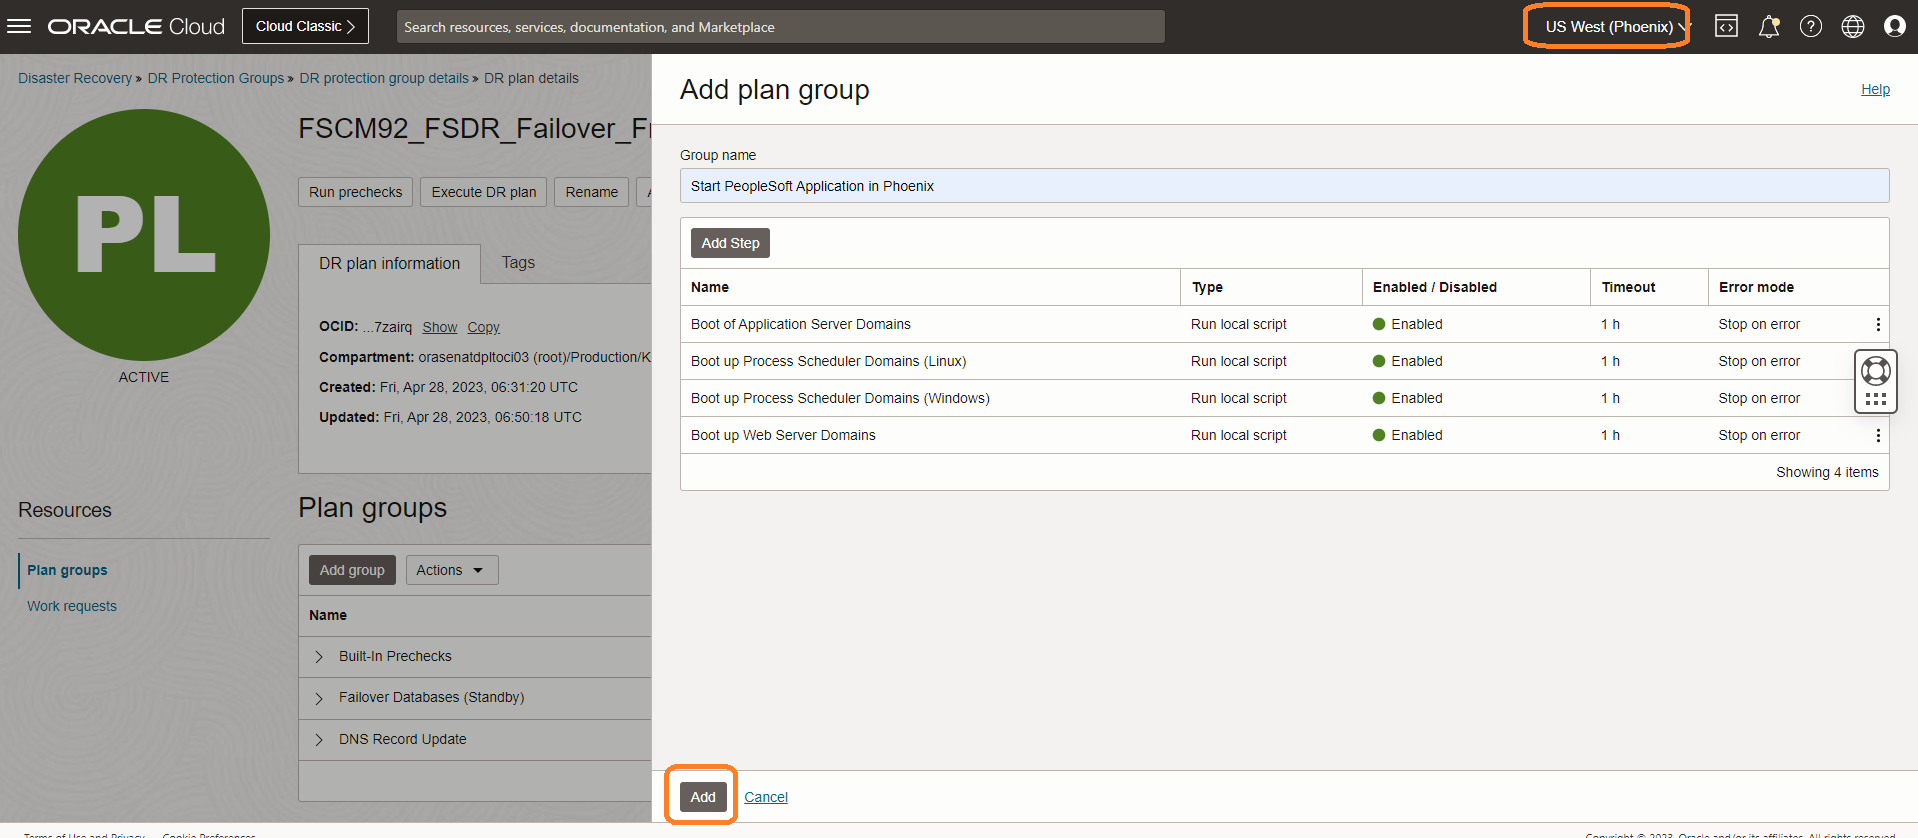 ORACLE Cloud
Cloud Classic
Search resources, services, documentation, and Marketplace
US West (Phoenix)
Disaster Recovery » DR Protection Groups » DR protection group details » DR plan details
PL
ACTIVE
FSCM92_FSDR_Failover_Fr
Run prechecks
Execute DR plan
Rename
DR plan information
Tags
OCID: ...7zairq Show Copy
Compartment: orasenatdpltoci03 (root)/Production/K
Created: Fri, Apr 28, 2023, 06:31:20 UTC
Updated: Fri, Apr 28, 2023, 06:50:18 UTC
Resources
Plan groups
Work requests
Plan groups
Add group
Actions
Name
Built-In Prechecks
Failover Databases (Standby)
DNS Record Update
Add plan group
Help
Group name
Start PeopleSoft Application in Phoenix
Add Step
Name Type Enabled / Disabled Timeout Error mode
Boot of Application Server Domains Run local script Enabled 1 h Stop on error
Boot up Process Scheduler Domains (Linux) Run local script Enabled 1 h Stop on error
Boot up Process Scheduler Domains (Windows) Run local script Enabled 1 h Stop on error
Boot up Web Server Domains Run local script Enabled 1 h Stop on error
Showing 4 items
Add
Cancel
Terms of Use and Privacy Cookie Preferences
Copyright © 2023, Oracle and/or its affiliates. All rights reserved.